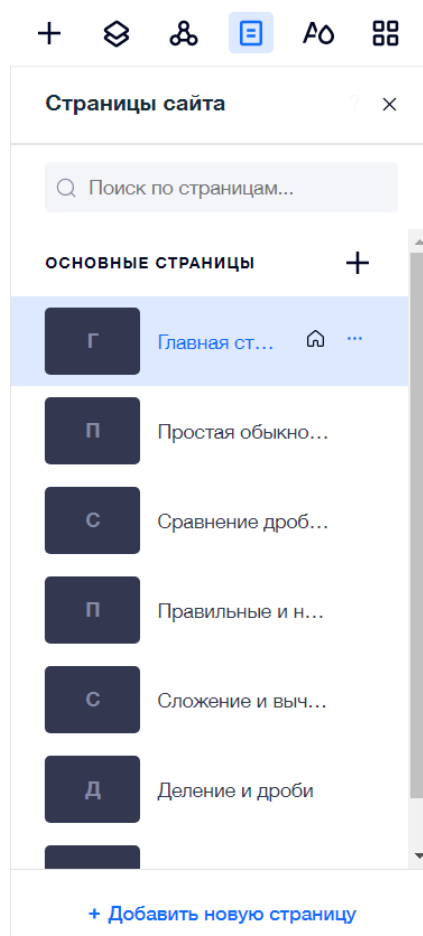 Страницы сайта ?
Поиск по страницам...
ОСНОВНЫЕ СТРАНИЦЫ
Г Главная ст...
П Простая обыкно...
С Сравнение дроб...
П Правильные и н...
С Сложение и выч...
Д Деление и дроби
+ Добавить новую страницу